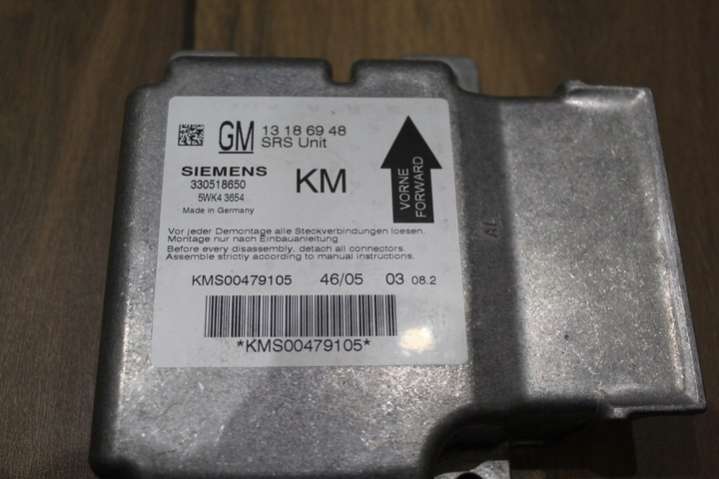 GM 13 18 69 48
SRS Unit
SIEMENS
330518650
5WK4 3654
Made in Germany
KM
VORNE
FORWARD
Vor jeder Demontage alle Steckverbindungen loesen.
Montage nur nach Einbauanleitung
Before every disassembly, detach all connectors.
Assemble strictly according to manual instructions.
KMS00479105 46/05 03 08.2
*KMS00479105*
AL